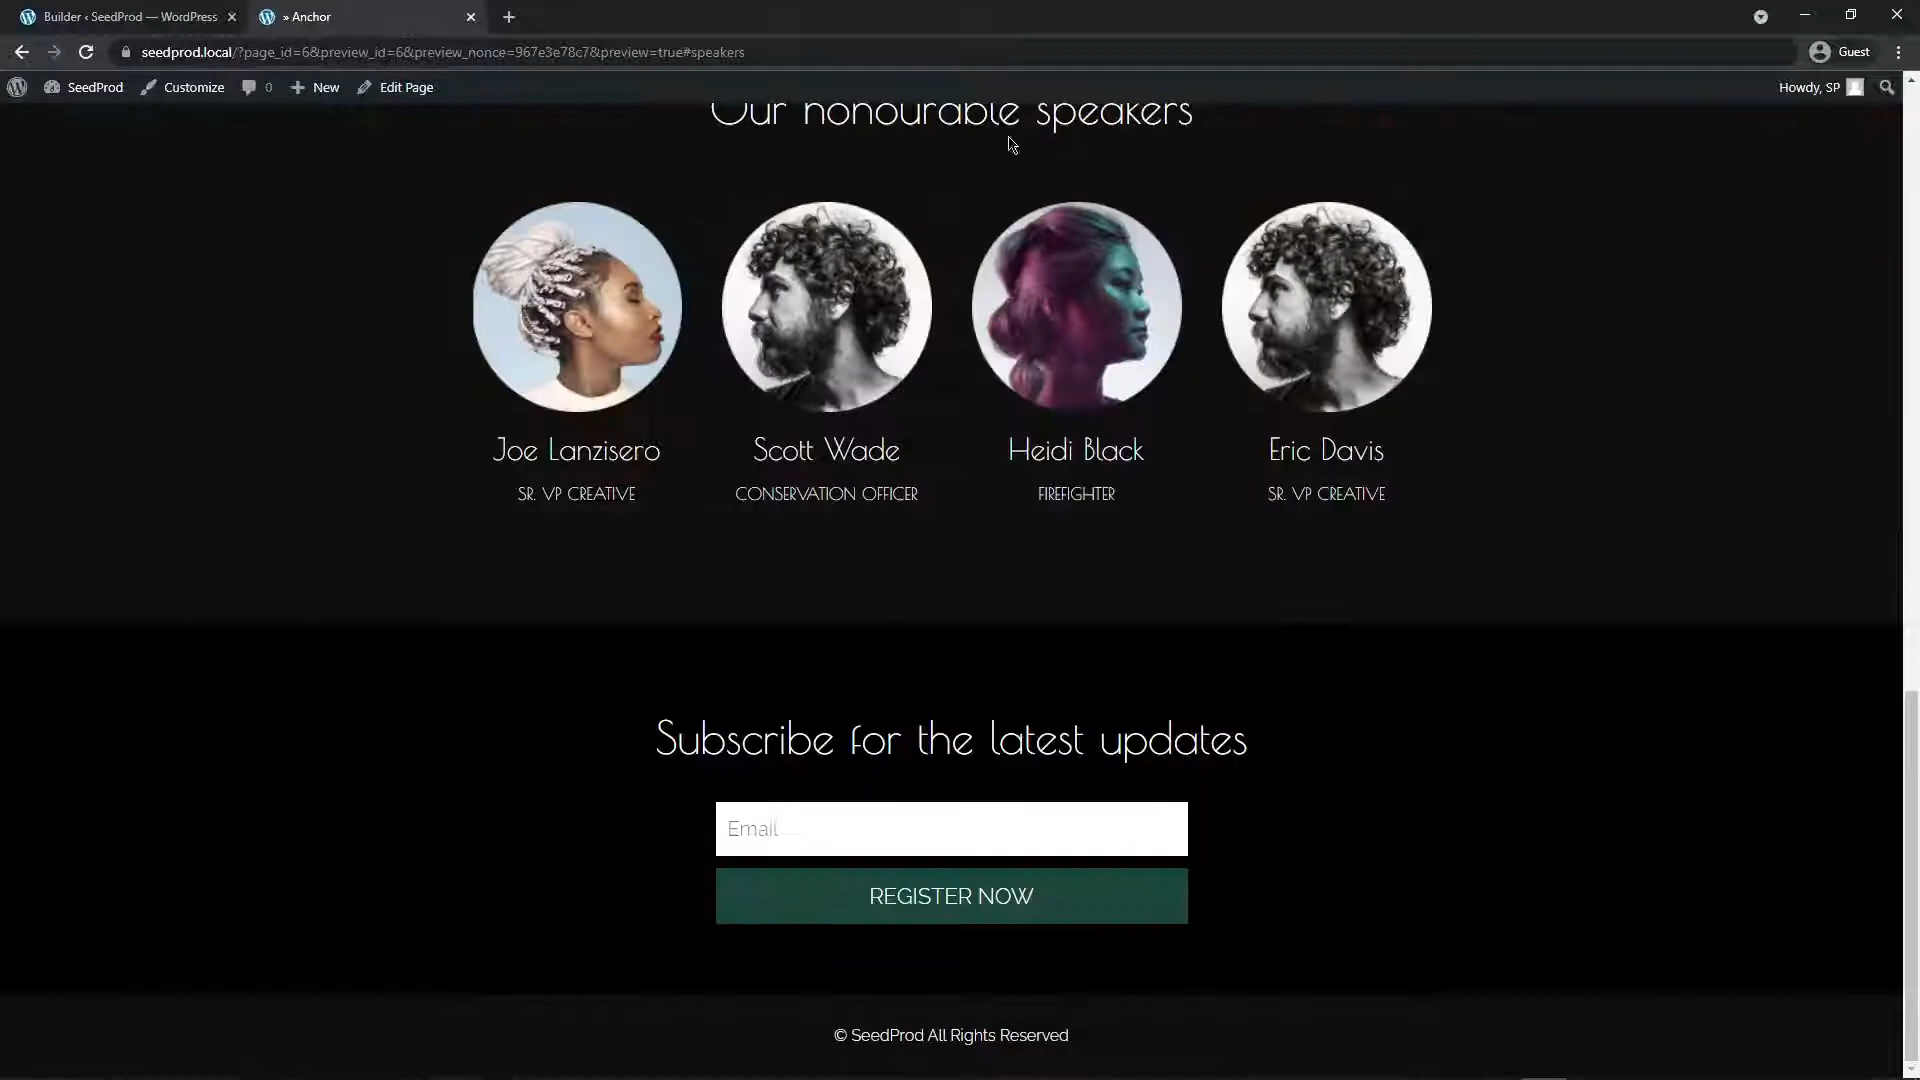 Builder ‹ SeedProd — WordPress
» Anchor
seedprod.local/?page_id=6&preview_id=6&preview_nonce=967e3e78c7&preview=true#speakers
Guest
SeedProd Customize 0 New Edit Page
Howdy, SP
Our honourable speakers
Joe Lanzisero
SR. VP CREATIVE
Scott Wade
CONSERVATION OFFICER
Heidi Black
FIREFIGHTER
Eric Davis
SR. VP CREATIVE
Subscribe for the latest updates
Email
REGISTER NOW
© SeedProd All Rights Reserved